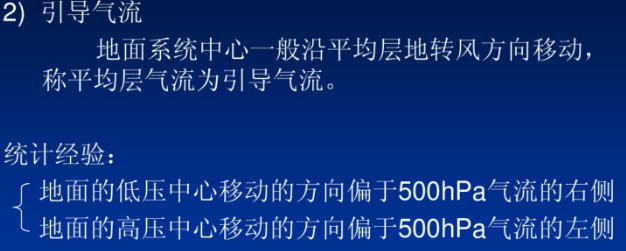 2) 引导气流
地面系统中心一般沿平均层地转风方向移动，
称平均层气流为引导气流。
统计经验：
地面的低压中心移动的方向偏于500hPa气流的右侧
地面的高压中心移动的方向偏于500hPa气流的左侧